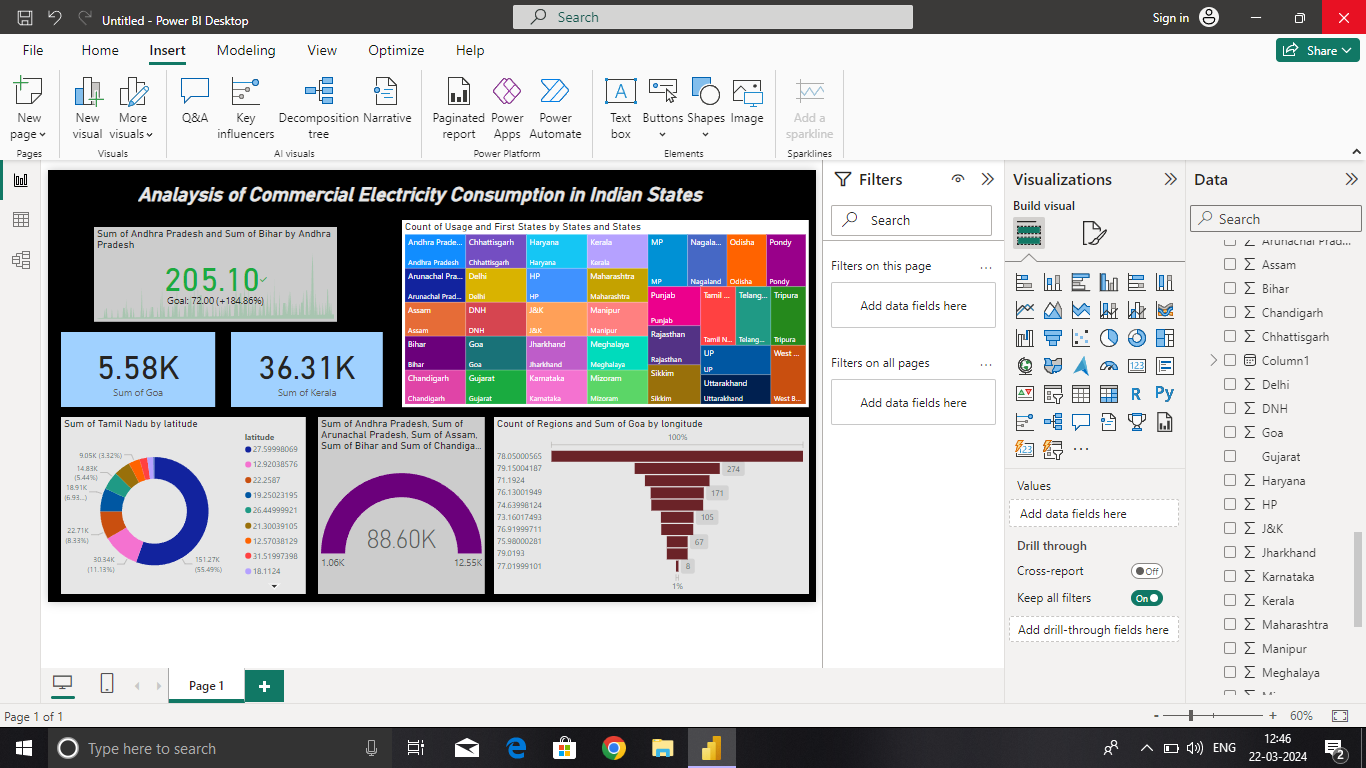 Untitled - Power BI Desktop
Search
Sign in
File Home Insert Modeling View Optimize Help
Share
New page
New visual
More visuals
Q&A
Key influencers
Decomposition tree
Narrative
Paginated report
Power Apps
Power Automate
Text box
Buttons
Shapes
Image
Add a sparkline
Pages
Visuals
AI visuals
Power Platform
Elements
Sparklines
Analaysis of Commercial Electricity Consumption in Indian States
Sum of Andhra Pradesh and Sum of Bihar by Andhra
Pradesh
205.10
Goal: 72.00 (+184.86%)
5.58K
Sum of Goa
36.31K
Sum of Kerala
Count of Usage and First States by States and States
Andhra Prade...
Andhra Pradesh
Arunachal Pra...
Arunachal Prad...
Assam
Assam
Bihar
Bihar
Chandigarh
Chandigarh
Chhattisgarh
Chhattisgarh
Delhi
Delhi
DNH
DNH
Goa
Goa
Gujarat
Gujarat
Haryana
Haryana
HP
HP
J&K
J&K
Jharkhand
Jharkhand
Karnataka
Karnataka
Kerala
Kerala
Maharashtra
Maharashtra
Manipur
Manipur
Meghalaya
Meghalaya
Mizoram
Mizoram
MP
MP
Punjab
Punjab
Rajasthan
Rajasthan
Sikkim
Sikkim
Nagala...
Nagaland
Odisha
Odisha
Pondy
Pondy
Tamil ...
Tamil N...
Telang...
Telang...
Tripura
Tripura
UP
UP
Uttarakhand
Uttarakhand
West ...
West B...
Sum of Tamil Nadu by latitude
9.05K (3.32%)
14.83K
(5.44%)
18.91K
(6.93...)
22.71K
(8.33%)
30.34K
(11.13%)
151.27K
(55.49%)
latitude
27.59998069
12.92038576
22.2587
19.25023195
26.44999921
21.30039105
12.57038129
31.51997398
18.1124
Sum of Andhra Pradesh, Sum of
Arunachal Pradesh, Sum of Assam,
Sum of Bihar and Sum of Chandiga...
88.60K
1.06K
12.55K
Count of Regions and Sum of Goa by longitude
100%
78.05000565
79.15004187
274
71.1924
76.13001949
171
74.63998124
73.16017493
105
76.91999711
75.98000281
67
79.0193
77.01999101
8
1%
Filters
Search
Filters on this page
...
Add data fields here
Filters on all pages
...
Add data fields here
Visualizations
Build visual
123
R
Py
123
...
Values
Add data fields here
Drill through
Cross-report
Off
Keep all filters
On
Add drill-through fields here
Data
Search
Arunachal Prad...
Assam
Bihar
Chandigarh
Chhattisgarh
Column1
Delhi
DNH
Goa
Gujarat
Haryana
HP
J&K
Jharkhand
Karnataka
Kerala
Maharashtra
Manipur
Meghalaya
Page 1
Page 1 of 1
- + 60%
Type here to search
ENG
12:46
22-03-2024
2